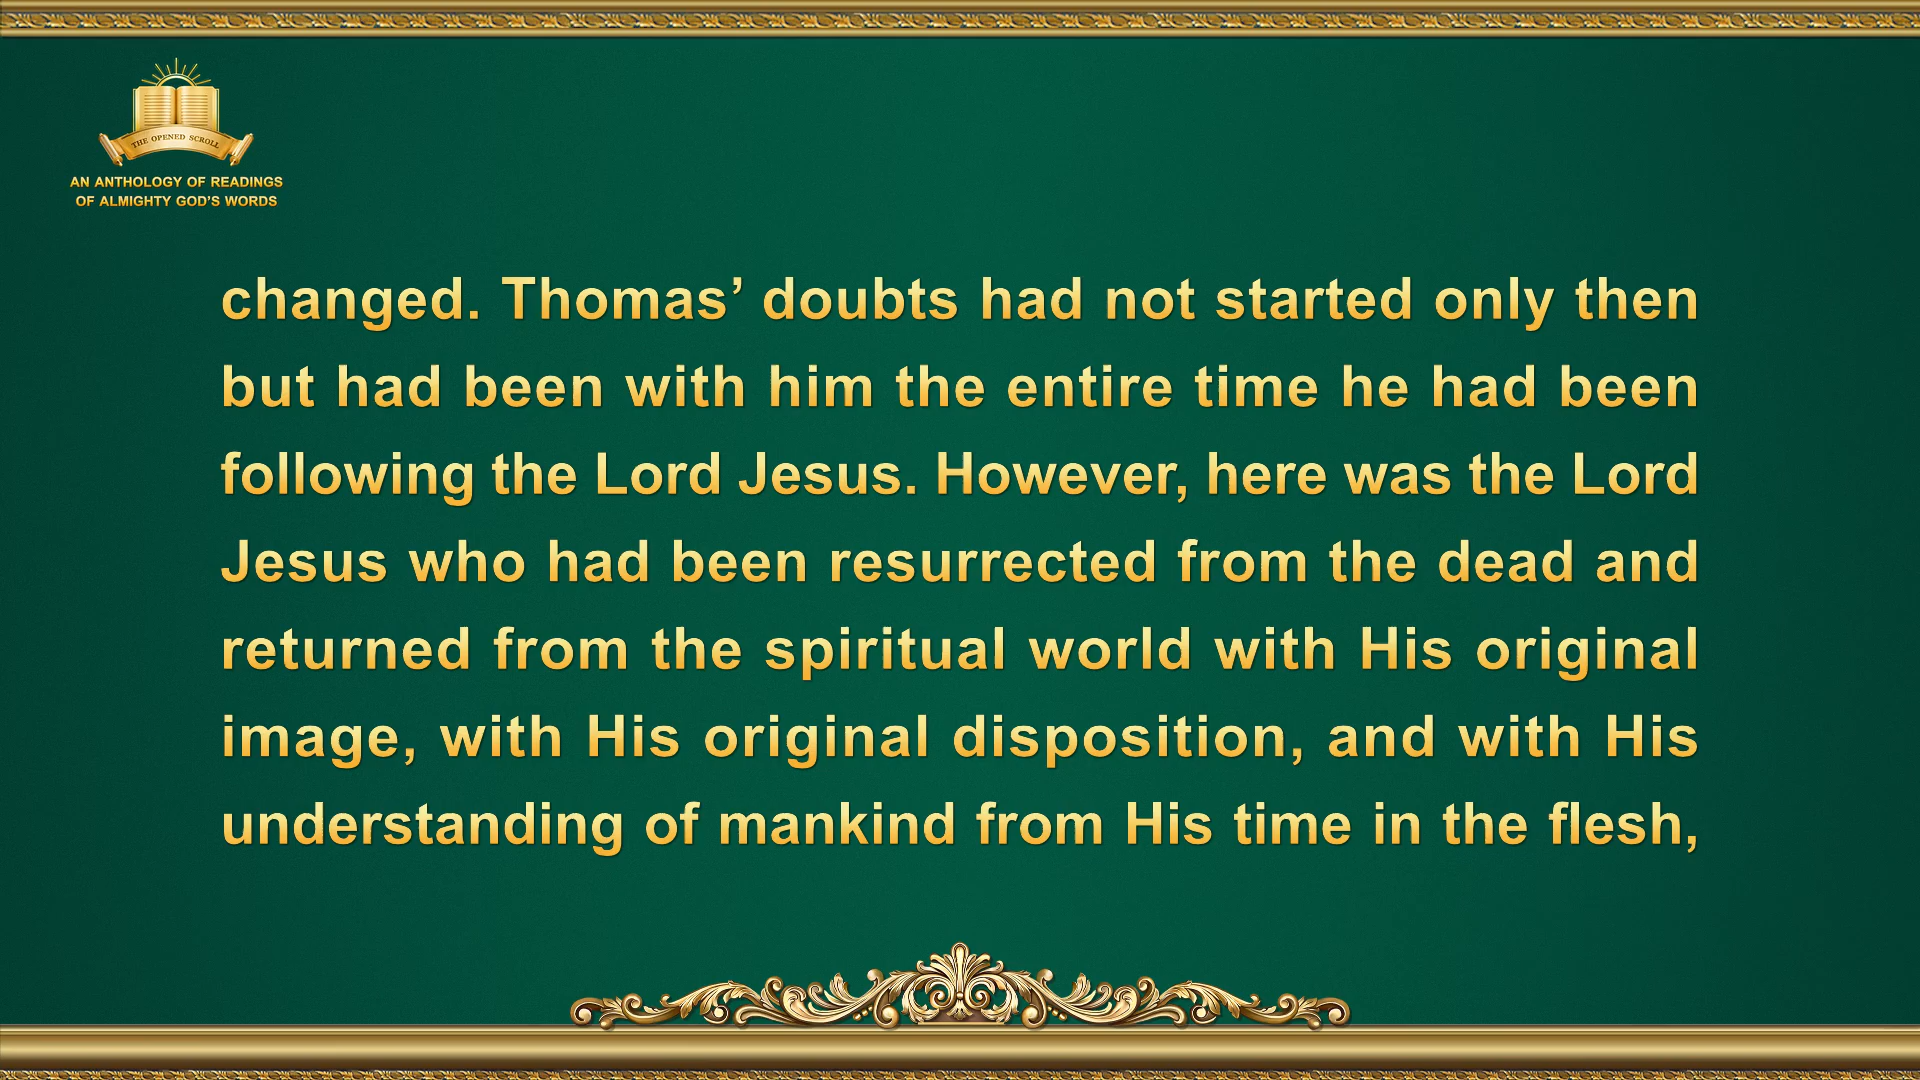 THE OPENED SCROLL
AN ANTHOLOGY OF READINGS
OF ALMIGHTY GOD'S WORDS
changed. Thomas’ doubts had not started only then
but had been with him the entire time he had been
following the Lord Jesus. However, here was the Lord
Jesus who had been resurrected from the dead and
returned from the spiritual world with His original
image, with His original disposition, and with His
understanding of mankind from His time in the flesh,